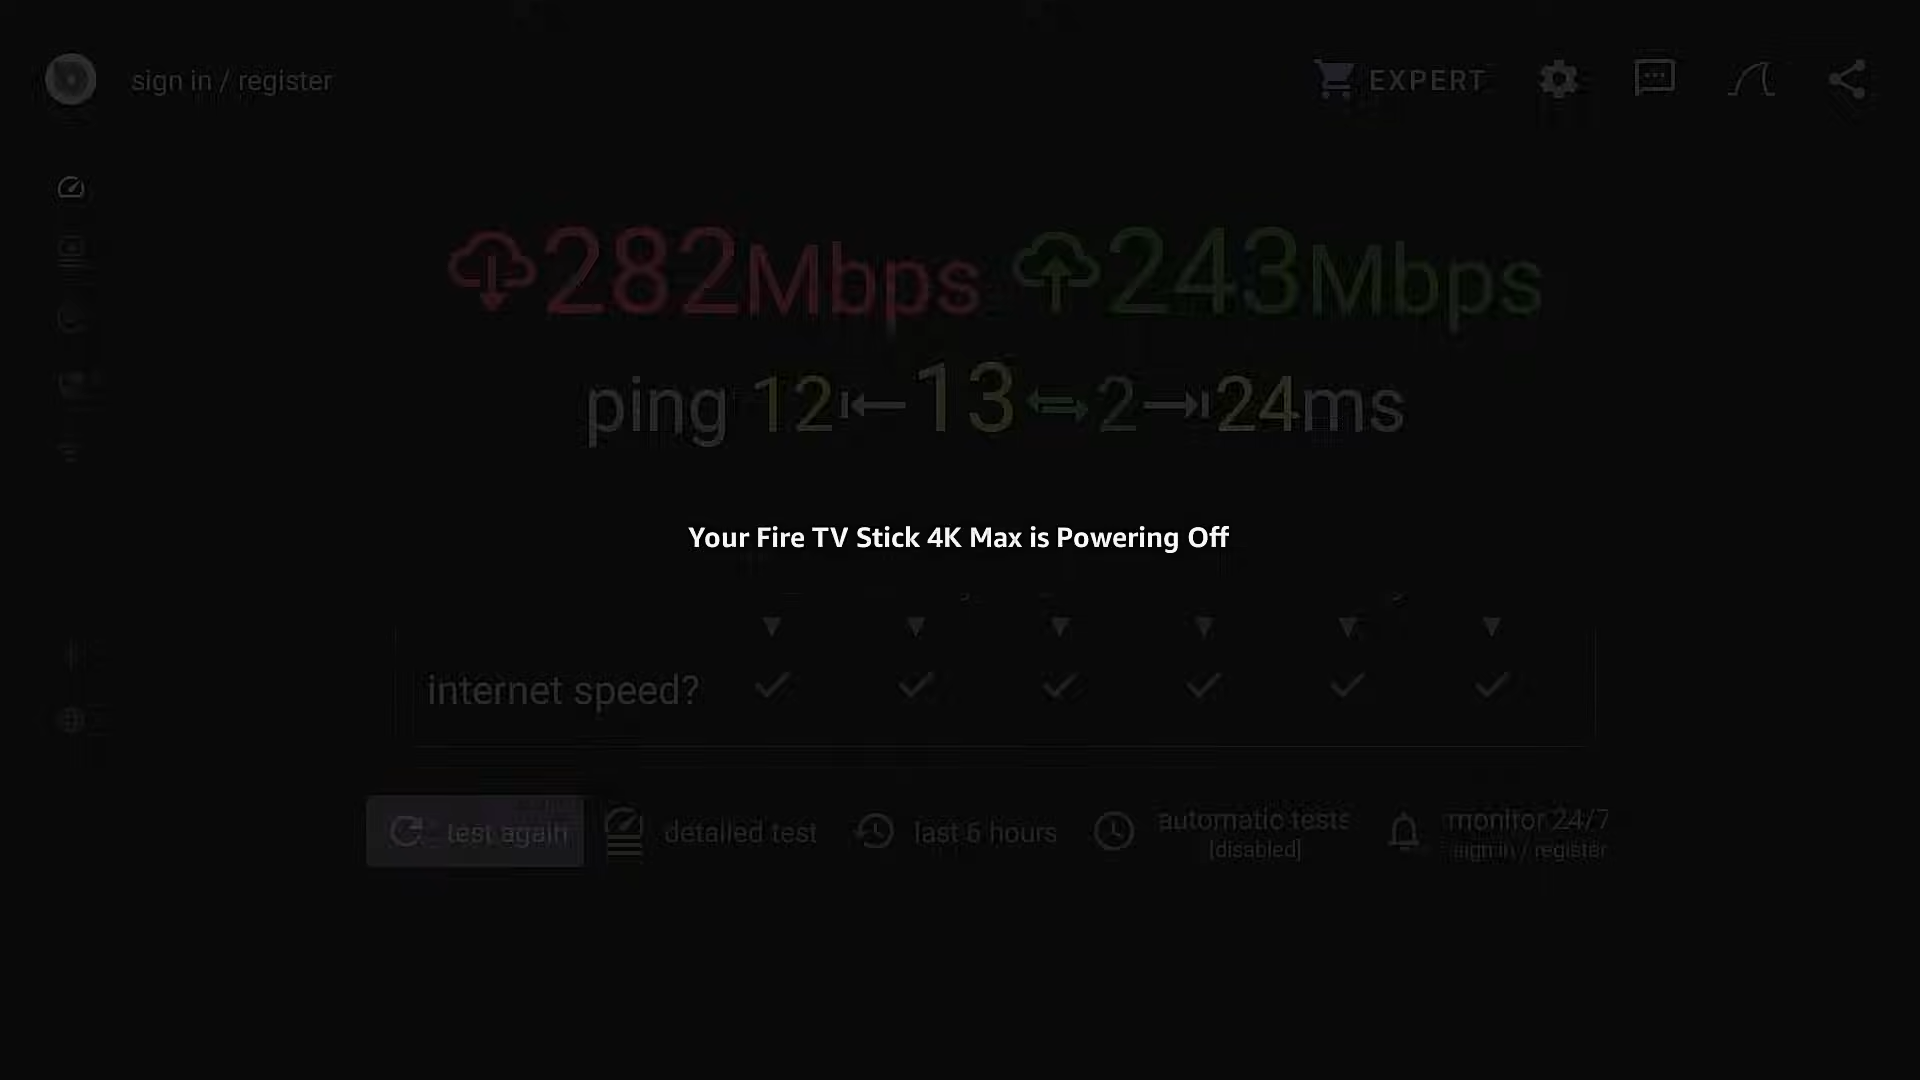 sign in / register
EXPERT
282Mbps 243Mbps
ping 12 13 2 24ms
Your Fire TV Stick 4K Max is Powering Off
internet speed?
test again
detailed test
last 6 hours
automatic tests
[disabled]
monitor 24/7
sign in / register